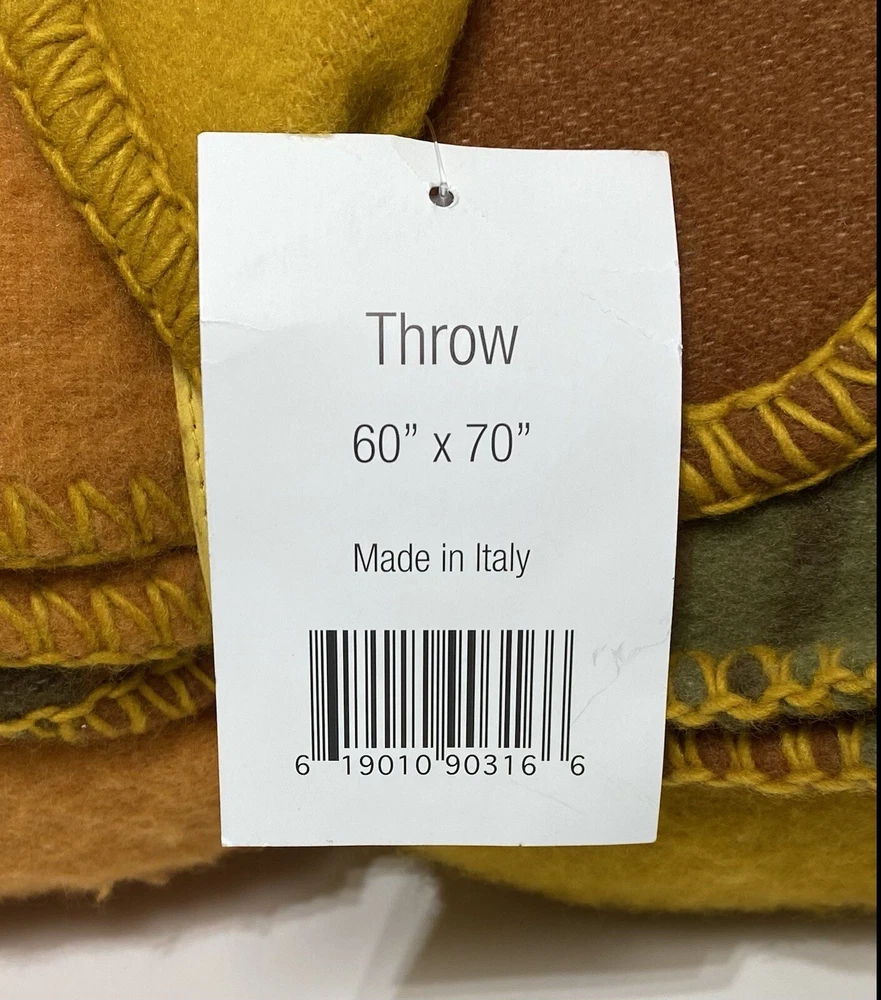 Throw
60” x 70”
Made in Italy
6 19010 90316 6